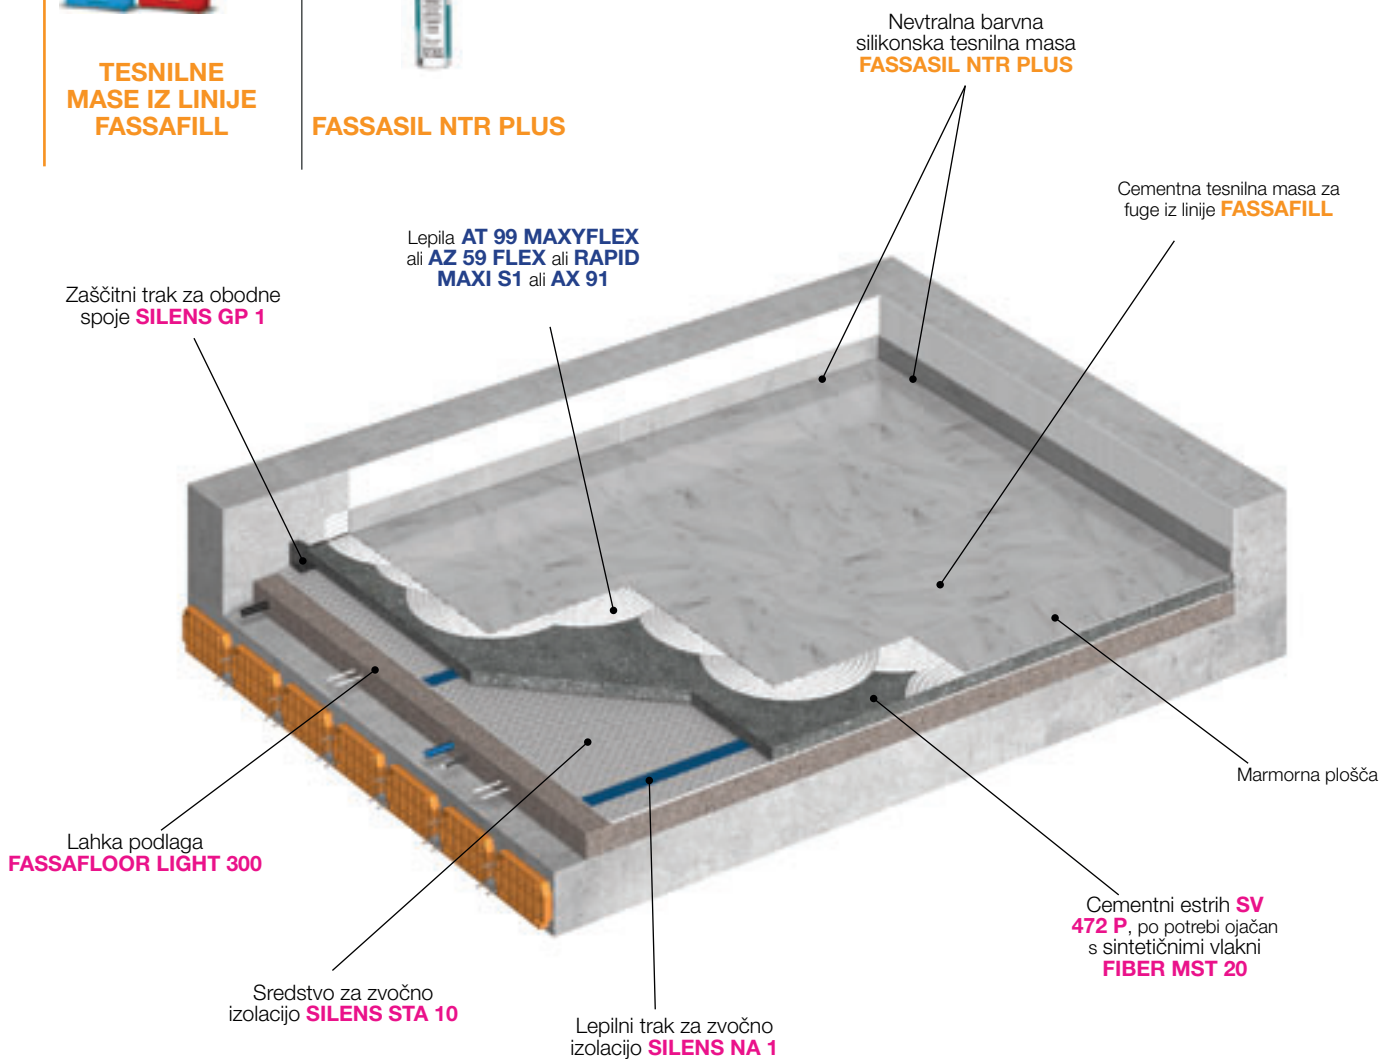 TESNILNE
MASE IZ LINIJE
FASSAFILL
FASSASIL NTR PLUS
Nevtralna barvna
silikonska tesnilna masa
FASSASIL NTR PLUS
Cementna tesnilna masa za
fuge iz linije FASSAFILL
Lepila AT 99 MAXYFLEX
ali AZ 59 FLEX ali RAPID
MAXI S1 ali AX 91
Zaščitni trak za obodne
spoje SILENS GP 1
Marmorna plošča
Lahka podlaga
FASSAFLOOR LIGHT 300
Cementni estrih SV
472 P, po potrebi ojačan
s sintetičnimi vlakni
FIBER MST 20
Sredstvo za zvočno
izolacijo SILENS STA 10
Lepilni trak za zvočno
izolacijo SILENS NA 1